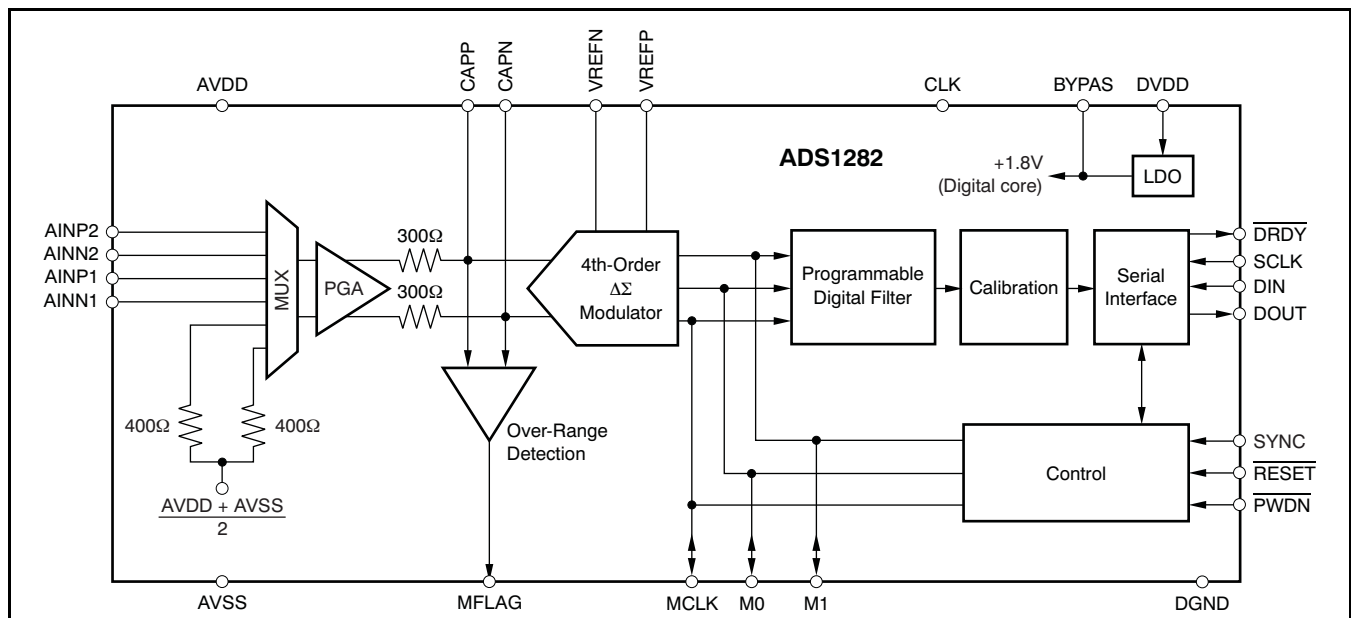 CAPP
CAPN
VREFN
VREFP
AVDD
CLK
BYPAS
DVDD
ADS1282
+1.8V
(Digital core)
LDO
AINP2
AINN2
AINP1
AINN1
MUX
PGA
300Ω
300Ω
4th-Order
ΔΣ
Modulator
Programmable
Digital Filter
Calibration
Serial
Interface
DRDY
SCLK
DIN
DOUT
400Ω
400Ω
Over-Range
Detection
AVDD + AVSS
2
Control
SYNC
RESET
PWDN
AVSS
MFLAG
MCLK
M0
M1
DGND